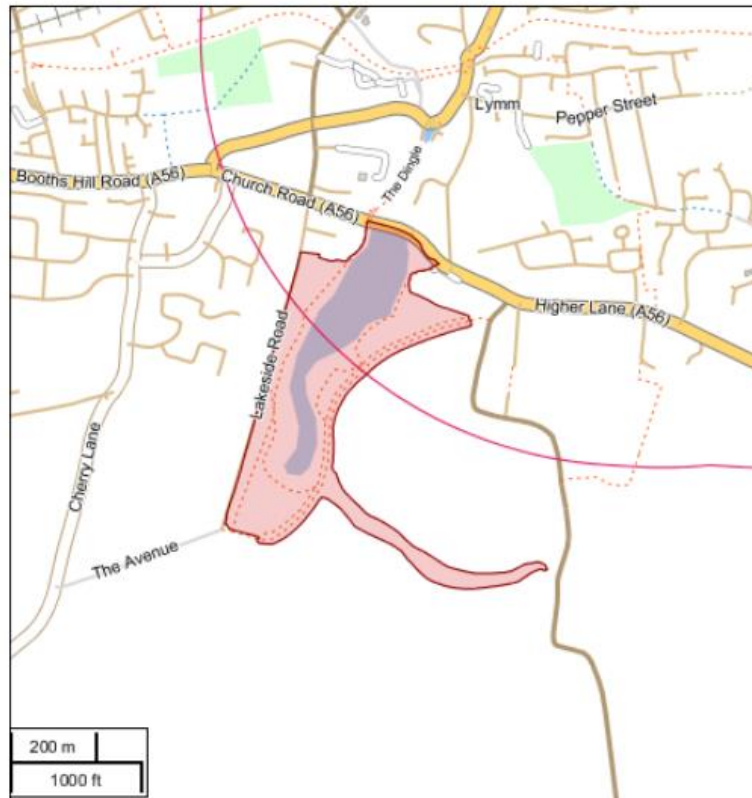 Lymm
Pepper Street
The Dingle
Booths Hill Road (A56)
Church Road (A56)
Higher Lane (A56)
Lakeside Road
Cherry Lane
The Avenue
200 m
1000 ft